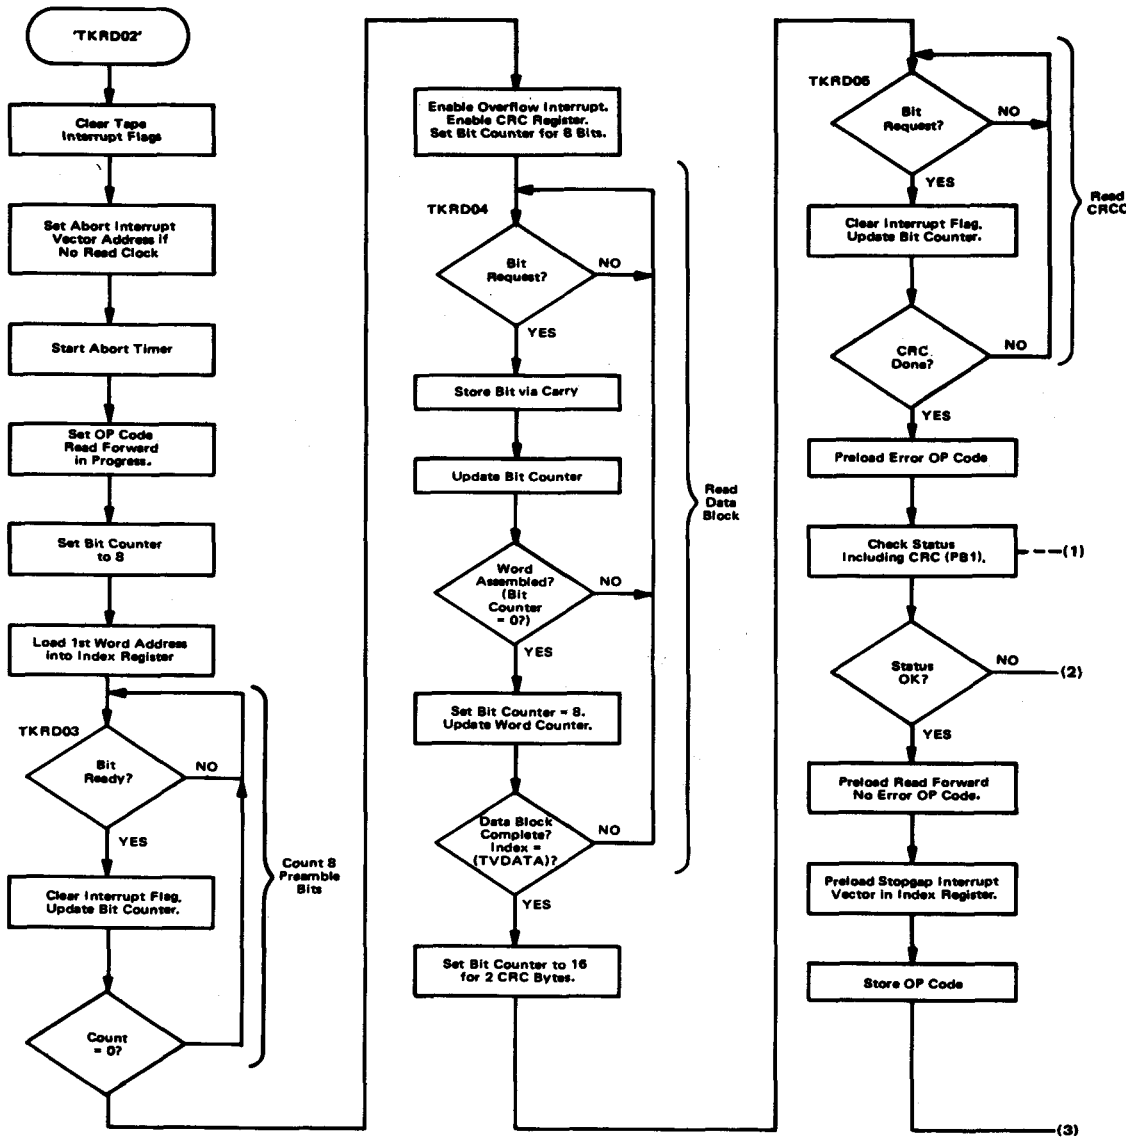 'TKRD02'
Clear Tape
Interrupt Flags
Set Abort Interrupt
Vector Address if
No Read Clock
Start Abort Timer
Set OP Code
Read Forward
in Progress.
Set Bit Counter
to 8
Load 1st Word Address
into Index Register
TKRD03
Bit
Ready?
NO
YES
Clear Interrupt Flag,
Update Bit Counter.
Count
= 0?
Count 8
Preamble
Bits
Enable Overflow Interrupt.
Enable CRC Register.
Set Bit Counter for 8 Bits.
TKRD04
Bit
Request?
NO
YES
Store Bit via Carry
Update Bit Counter
Word
Assembled?
(Bit
Counter
= 0?)
NO
YES
Set Bit Counter = 8.
Update Word Counter.
Data Block
Complete?
Index =
(TVDATA)?
NO
YES
Set Bit Counter to 16
for 2 CRC Bytes.
Read
Data
Block
TKRD05
Bit
Request?
NO
YES
Clear Interrupt Flag,
Update Bit Counter.
CRC
Done?
NO
YES
Read
CRCC
Preload Error OP Code
Check Status
Including CRC (PB1).
(1)
Status
OK?
NO
(2)
YES
Preload Read Forward
No Error OP Code.
Preload Stopgap Interrupt
Vector in Index Register.
Store OP Code
(3)